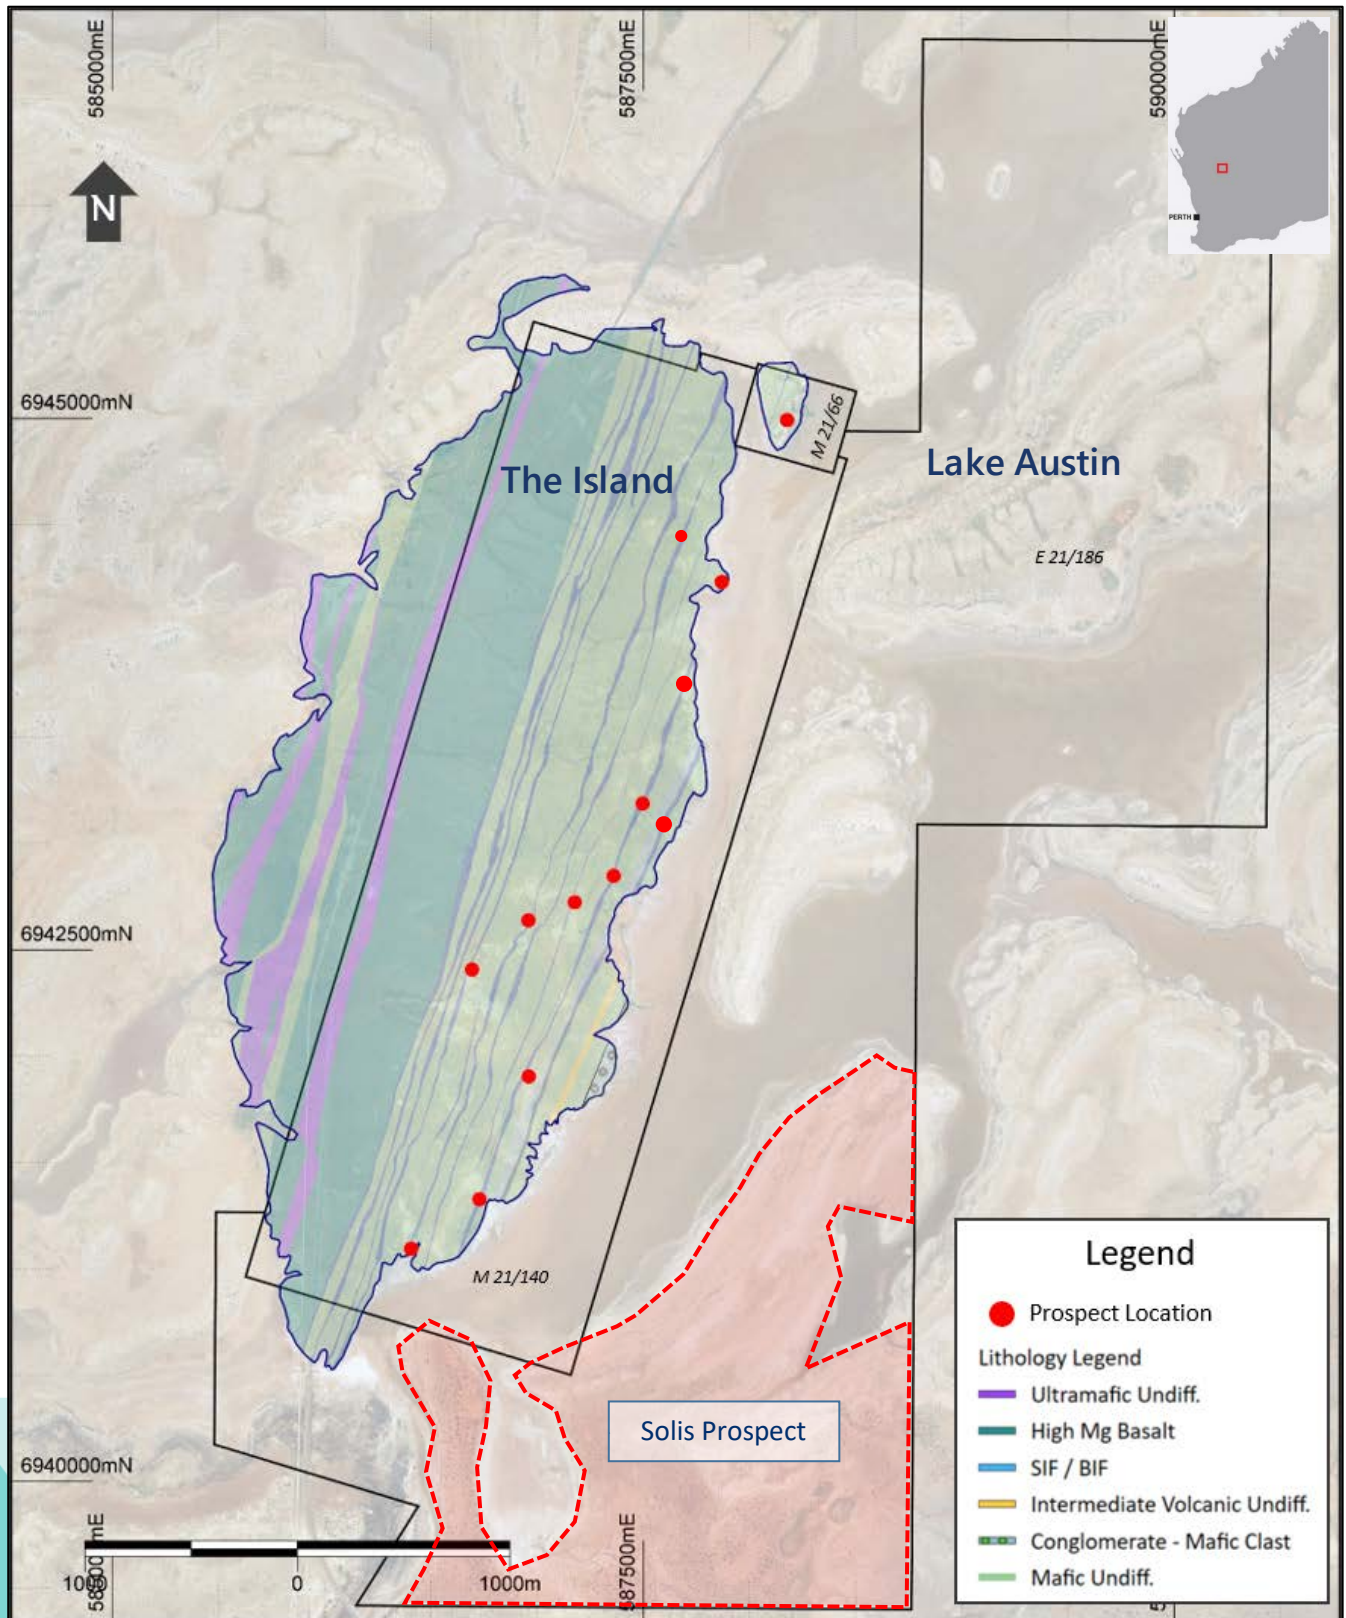 585000mE
587500mE
590000mE
PERTH
N
6945000mN
M 21/66
The Island
Lake Austin
E 21/186
6942500mN
M 21/140
Solis Prospect
6940000mN
mE
587500mE
0
1000m
Legend
Prospect Location
Lithology Legend
Ultramafic Undiff.
High Mg Basalt
SIF / BIF
Intermediate Volcanic Undiff.
Conglomerate - Mafic Clast
Mafic Undiff.